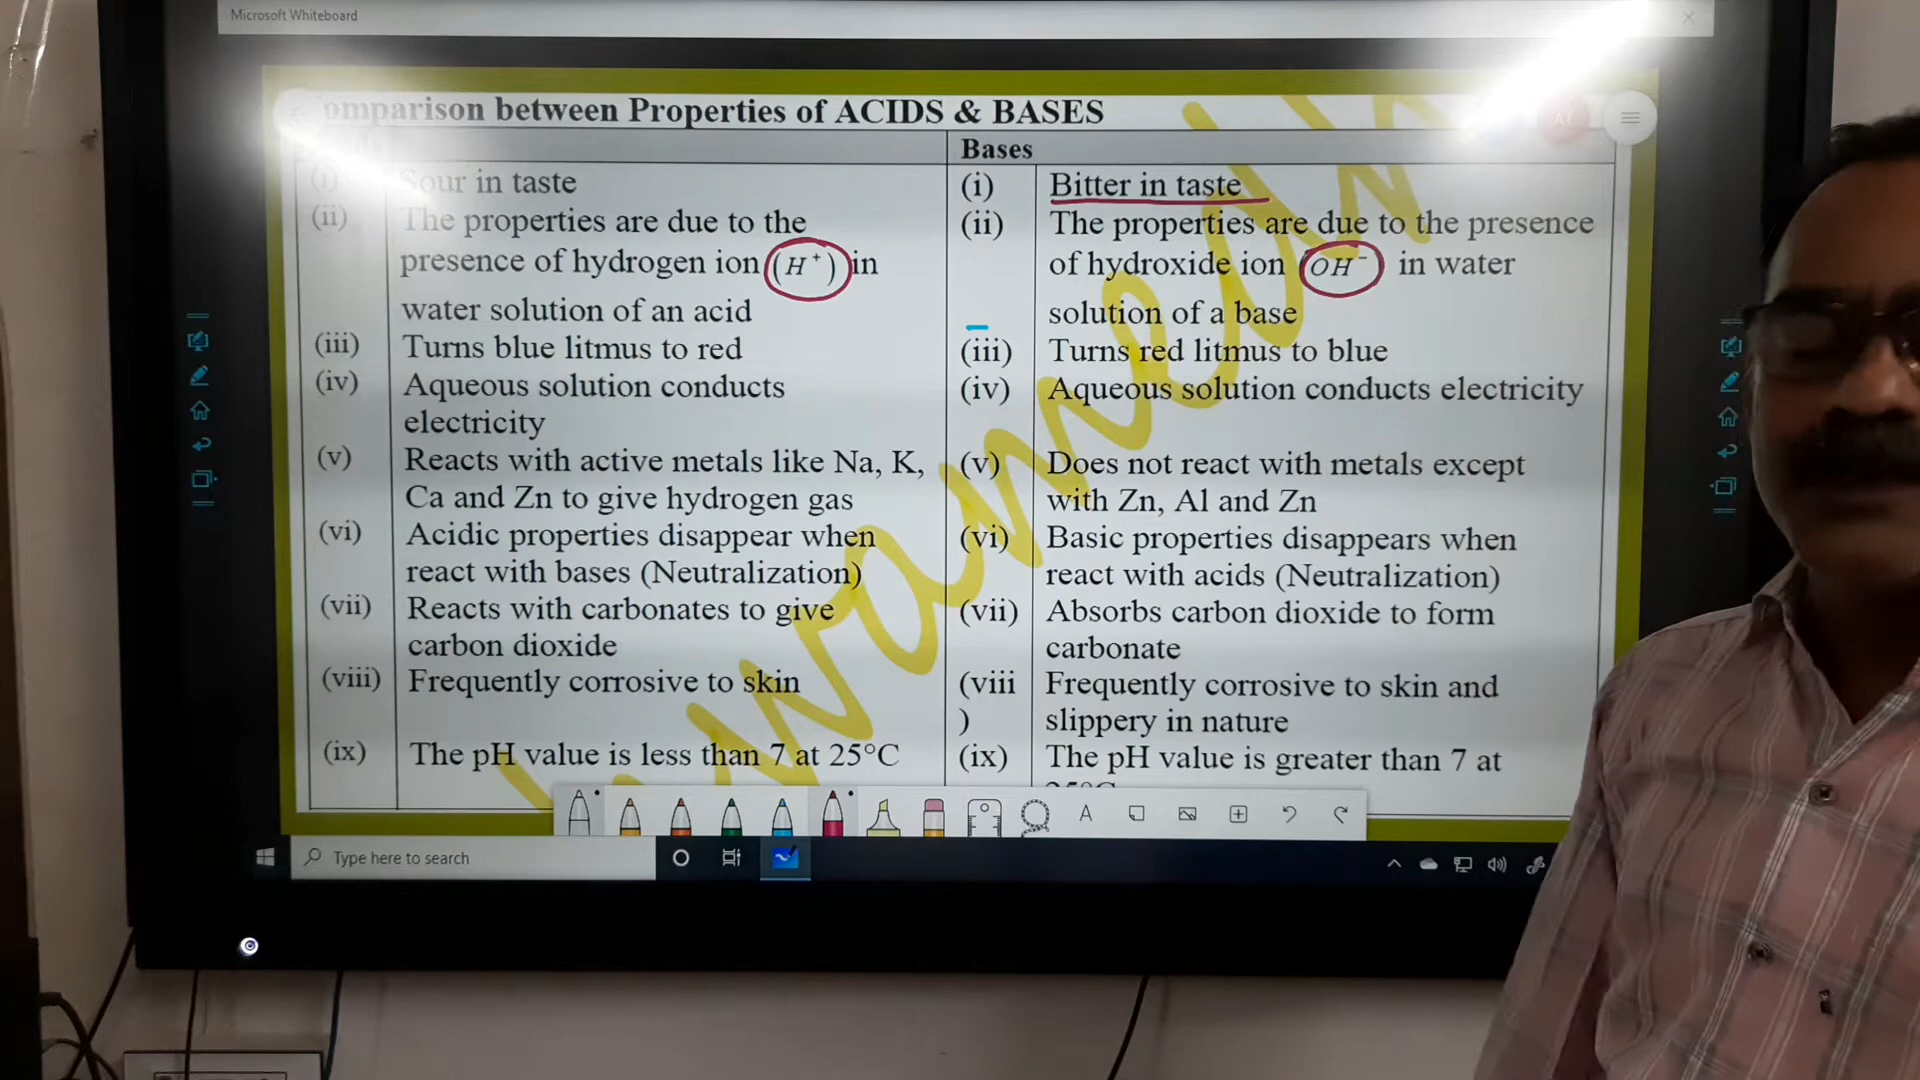 Microsoft Whiteboard
omparison between Properties of ACIDS & BASES
Bases
(i) Sour in taste
(ii) The properties are due to the
presence of hydrogen ion (H⁺) in
water solution of an acid
(iii) Turns blue litmus to red
(iv) Aqueous solution conducts
electricity
(v) Reacts with active metals like Na, K,
Ca and Zn to give hydrogen gas
(vi) Acidic properties disappear when
react with bases (Neutralization)
(vii) Reacts with carbonates to give
carbon dioxide
(viii) Frequently corrosive to skin
(ix) The pH value is less than 7 at 25°C
(i) Bitter in taste
(ii) The properties are due to the presence
of hydroxide ion (OH⁻) in water
solution of a base
(iii) Turns red litmus to blue
(iv) Aqueous solution conducts electricity
(v) Does not react with metals except
with Zn, Al and Zn
(vi) Basic properties disappears when
react with acids (Neutralization)
(vii) Absorbs carbon dioxide to form
carbonate
(viii Frequently corrosive to skin and
) slippery in nature
(ix) The pH value is greater than 7 at
AT
A
Type here to search